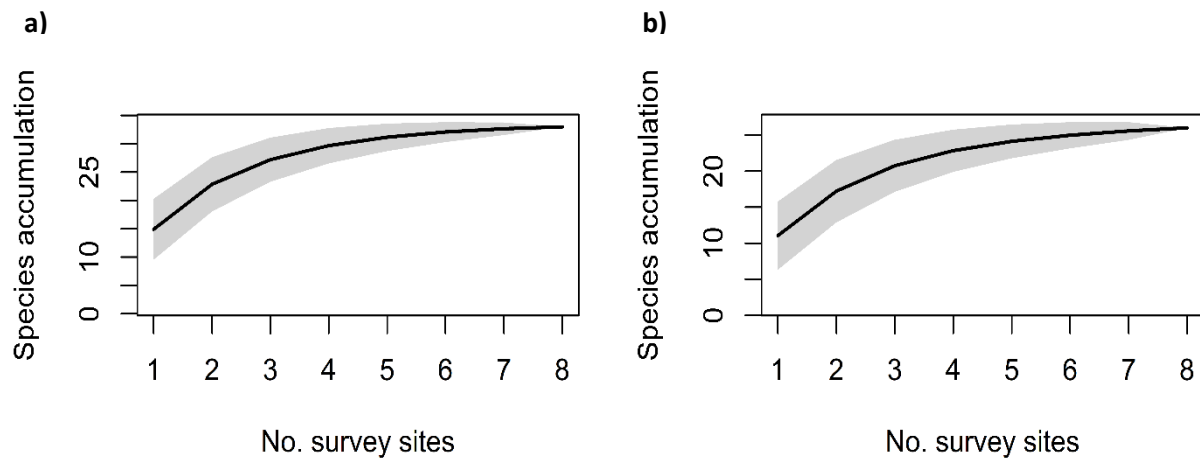 a)
Species accumulation
25
10
0
1 2 3 4 5 6 7 8
No. survey sites
b)
Species accumulation
20
10
0
1 2 3 4 5 6 7 8
No. survey sites